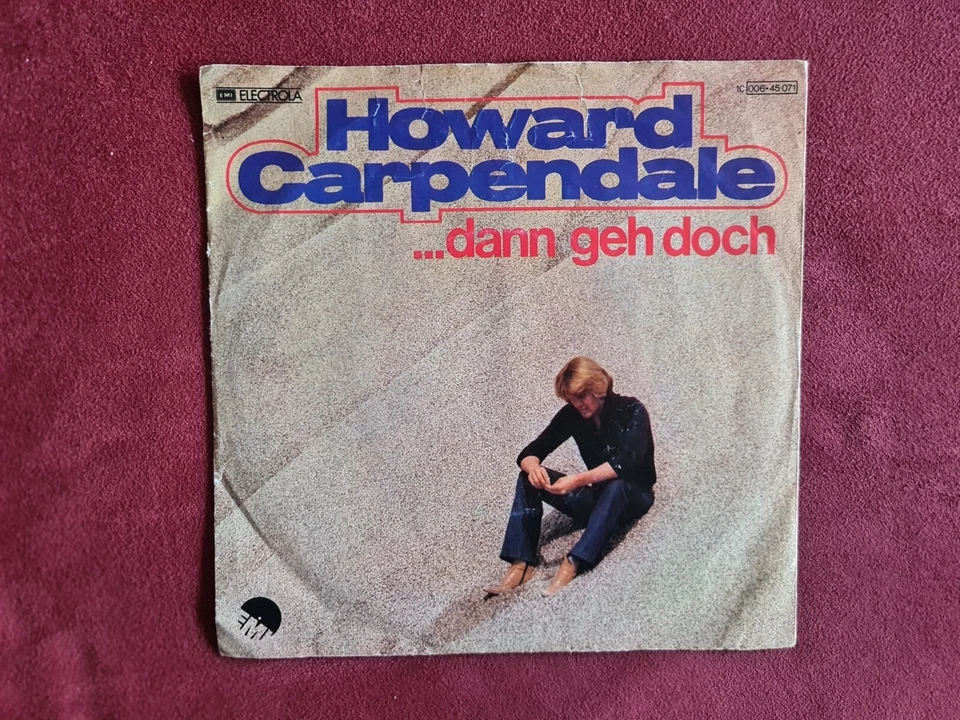 EMI ELECTROLA
1C 006-45 071
Howard
Carpendale
...dann geh doch
EMI